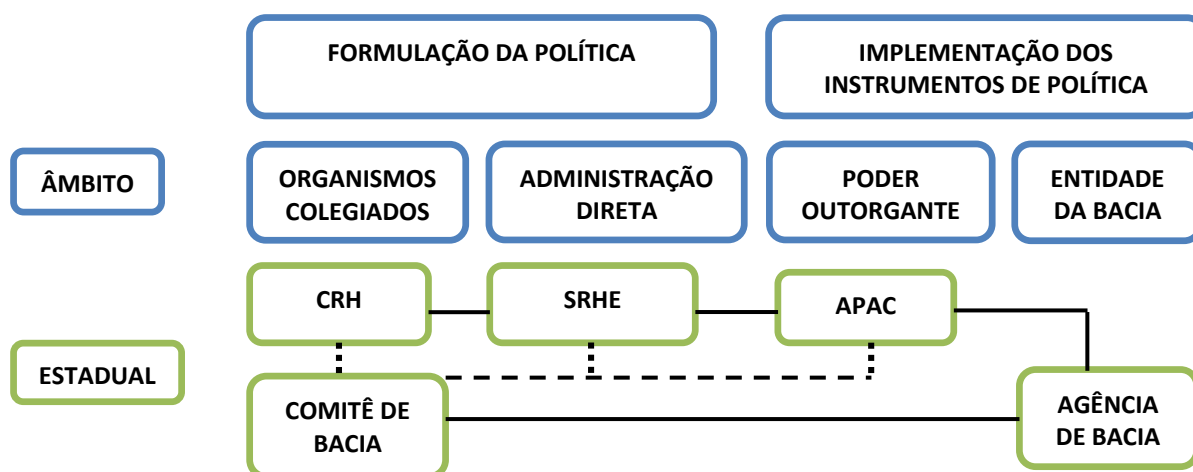 FORMULAÇÃO DA POLÍTICA
IMPLEMENTAÇÃO DOS
INSTRUMENTOS DE POLÍTICA
ÂMBITO
ORGANISMOS
COLEGIADOS
ADMINISTRAÇÃO
DIRETA
PODER
OUTORGANTE
ENTIDADE
DA BACIA
CRH
SRHE
APAC
ESTADUAL
COMITÊ DE
BACIA
AGÊNCIA
DE BACIA